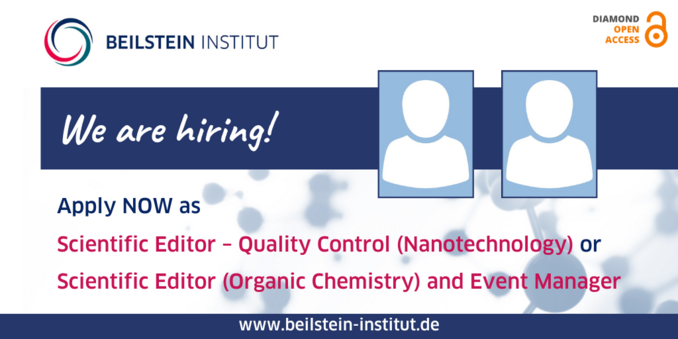 BEILSTEIN INSTITUT
DIAMOND
OPEN
ACCESS
We are hiring!
Apply NOW as
Scientific Editor – Quality Control (Nanotechnology) or
Scientific Editor (Organic Chemistry) and Event Manager
www.beilstein-institut.de